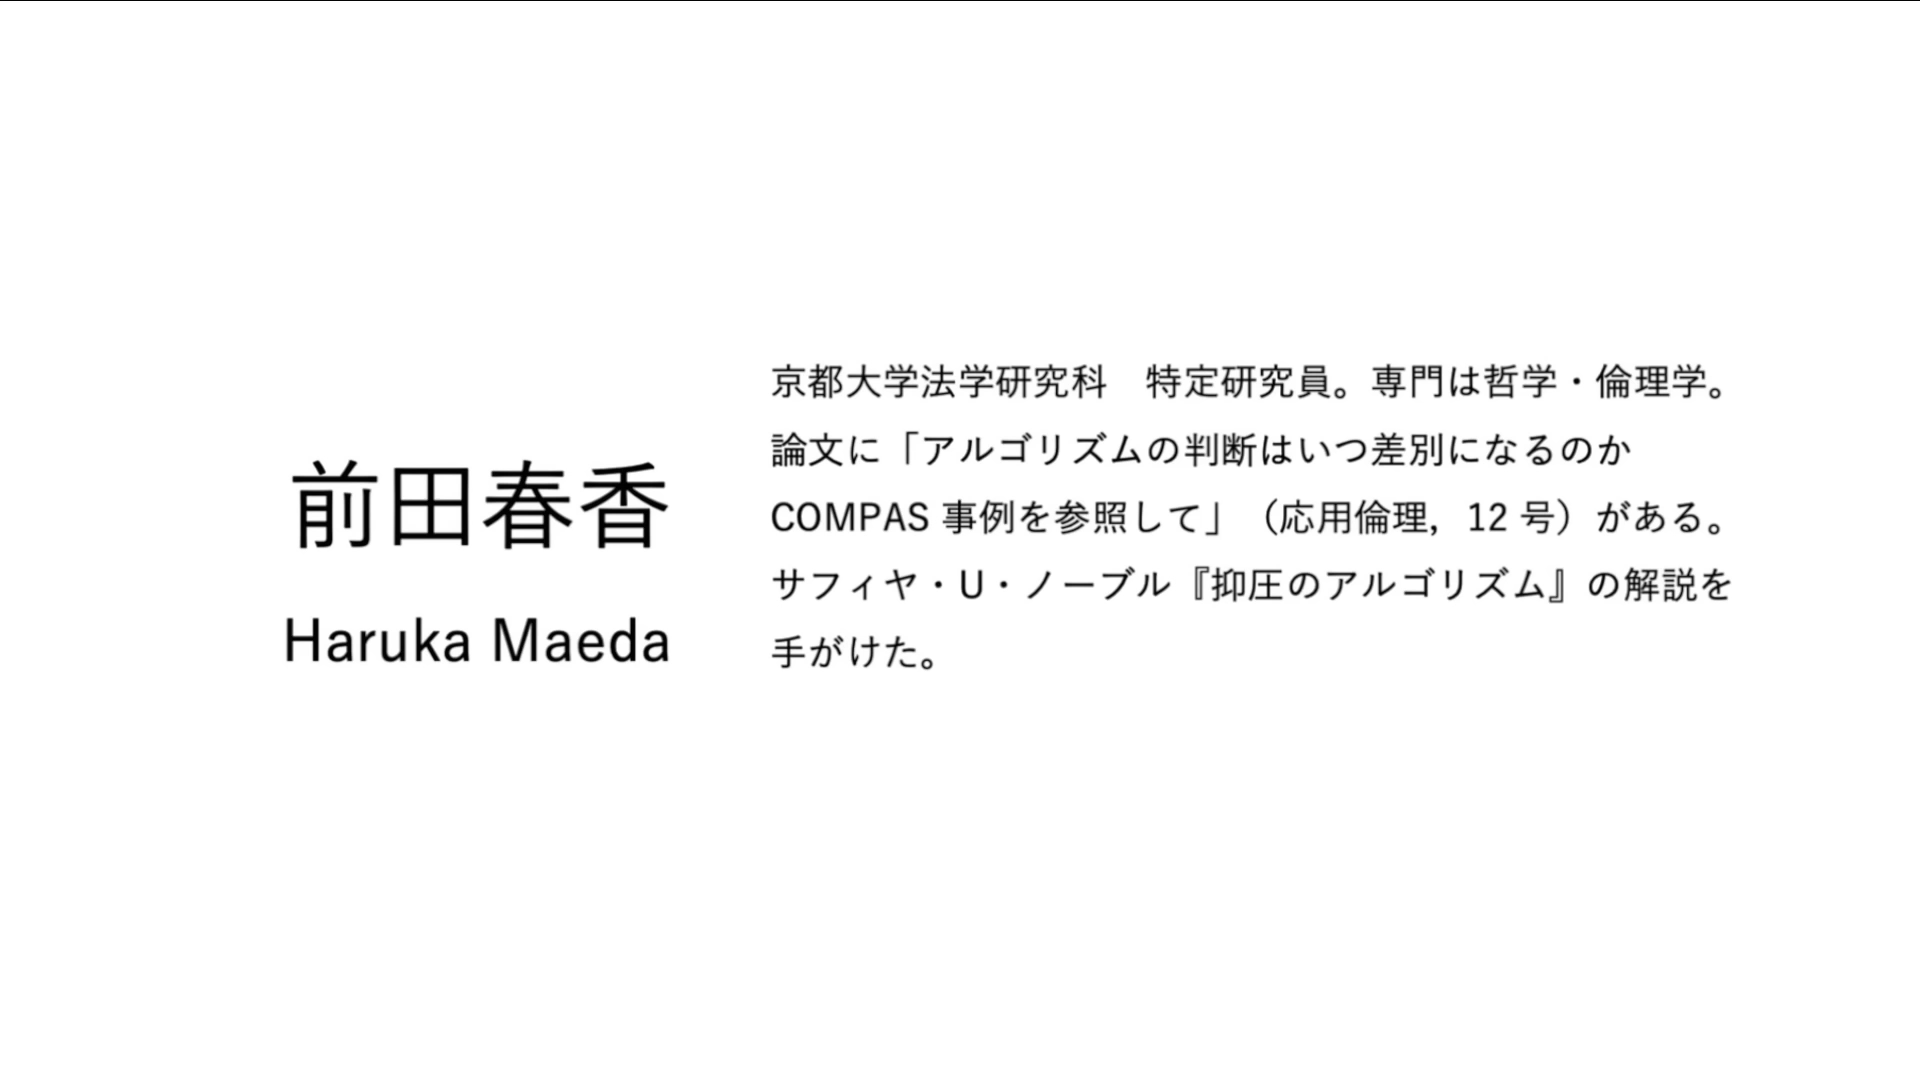 前田春香
Haruka Maeda
京都大学法学研究科　特定研究員。専門は哲学・倫理学。
論文に「アルゴリズムの判断はいつ差別になるのか
COMPAS 事例を参照して」（応用倫理，12 号）がある。
サフィヤ・U・ノーブル『抑圧のアルゴリズム』の解説を
手がけた。